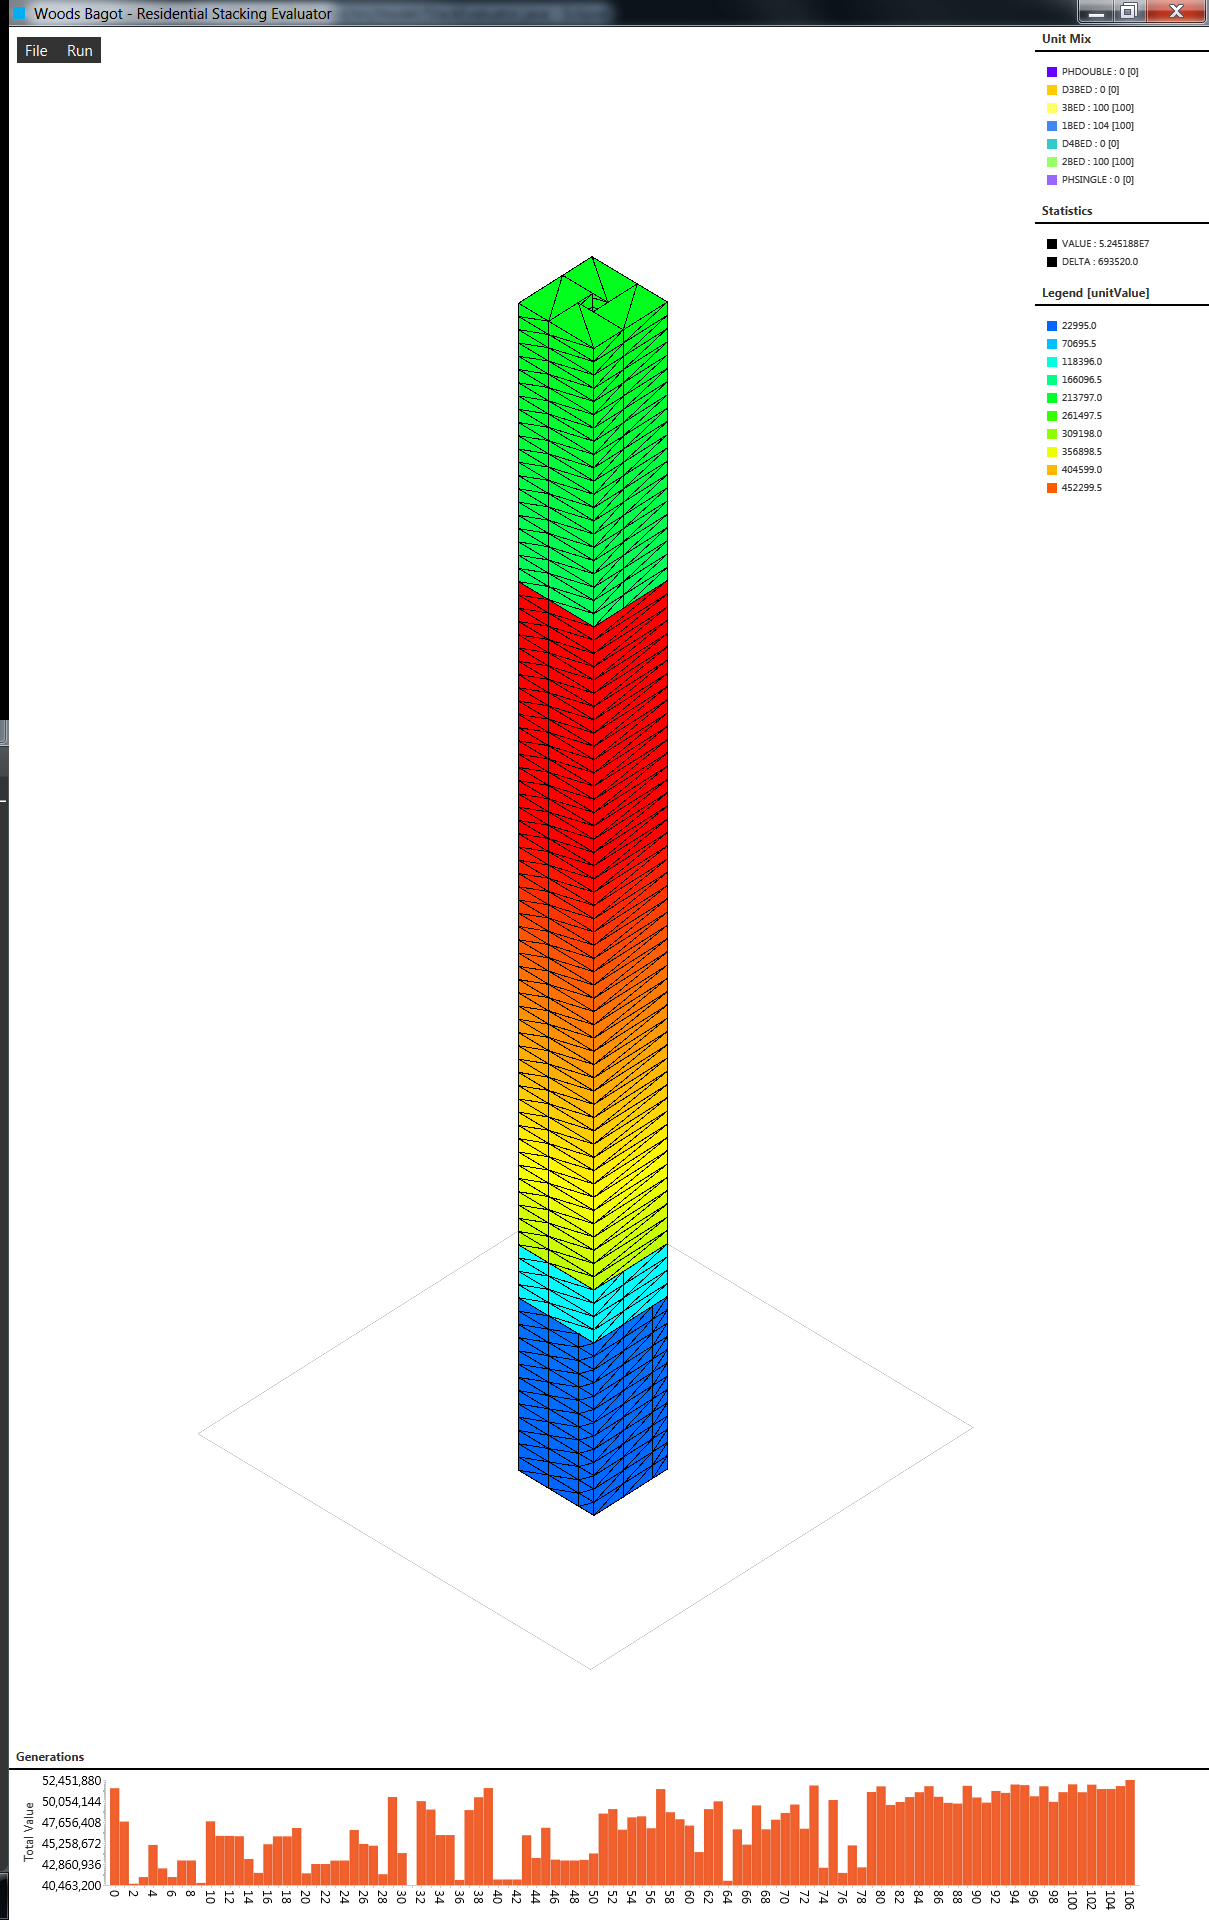 Woods Bagot - Residential Stacking Evaluator
File Run
Unit Mix
PHDOUBLE : 0 [0]
D3BED : 0 [0]
3BED : 100 [100]
1BED : 104 [100]
D4BED : 0 [0]
2BED : 100 [100]
PHSINGLE : 0 [0]
Statistics
VALUE : 5.245188E7
DELTA : 693520.0
Legend [unitValue]
22995.0
70695.5
118396.0
166096.5
213797.0
261497.5
309198.0
356898.5
404599.0
452299.5
Generations
Total Value
52,451,880
50,054,144
47,656,408
45,258,672
42,860,936
40,463,200
0 2 4 6 8 10 12 14 16 18 20 22 24 26 28 30 32 34 36 38 40 42 44 46 48 50 52 54 56 58 60 62 64 66 68 70 72 74 76 78 80 82 84 86 88 90 92 94 96 98 100 102 104 106